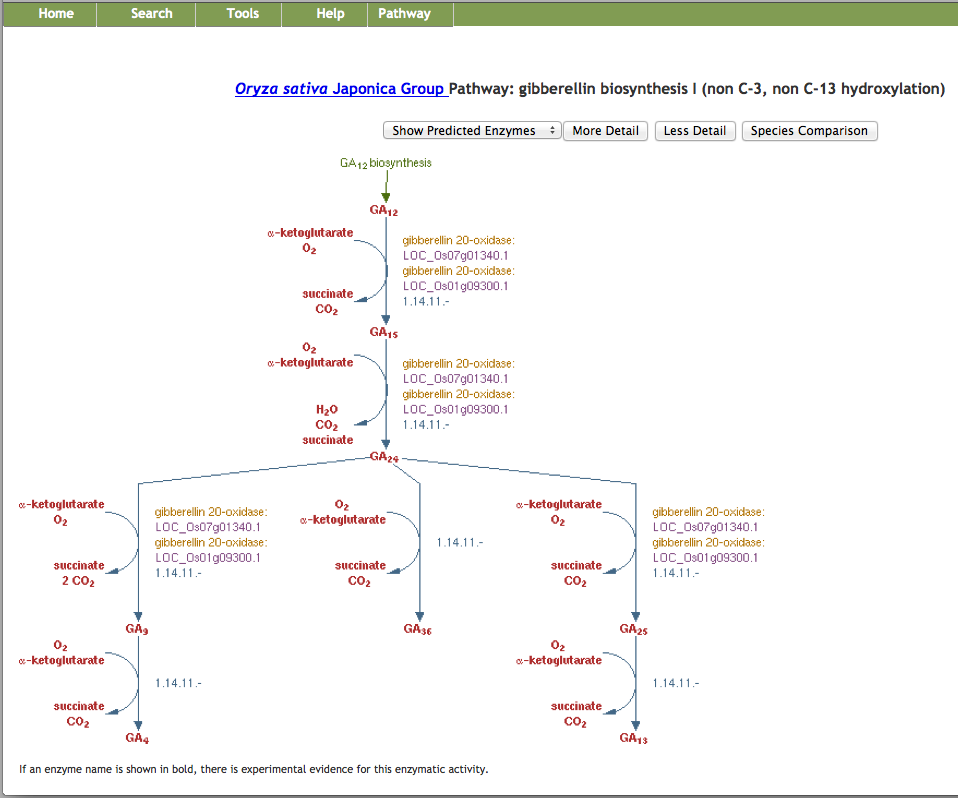 Home Search Tools Help Pathway
Oryza sativa Japonica Group Pathway: gibberellin biosynthesis I (non C-3, non C-13 hydroxylation)
Show Predicted Enzymes More Detail Less Detail Species Comparison
GA12 biosynthesis
GA12
α-ketoglutarate
O2
gibberellin 20-oxidase:
LOC_Os07g01340.1
gibberellin 20-oxidase:
LOC_Os01g09300.1
1.14.11.-
succinate
CO2
GA15
O2
α-ketoglutarate
gibberellin 20-oxidase:
LOC_Os07g01340.1
gibberellin 20-oxidase:
LOC_Os01g09300.1
1.14.11.-
H2O
CO2
succinate
GA24
α-ketoglutarate
O2
gibberellin 20-oxidase:
LOC_Os07g01340.1
gibberellin 20-oxidase:
LOC_Os01g09300.1
1.14.11.-
succinate
2 CO2
GA9
O2
α-ketoglutarate
1.14.11.-
succinate
CO2
GA4
O2
α-ketoglutarate
1.14.11.-
succinate
CO2
GA36
α-ketoglutarate
O2
gibberellin 20-oxidase:
LOC_Os07g01340.1
gibberellin 20-oxidase:
LOC_Os01g09300.1
1.14.11.-
succinate
CO2
GA25
O2
α-ketoglutarate
1.14.11.-
succinate
CO2
GA13
If an enzyme name is shown in bold, there is experimental evidence for this enzymatic activity.